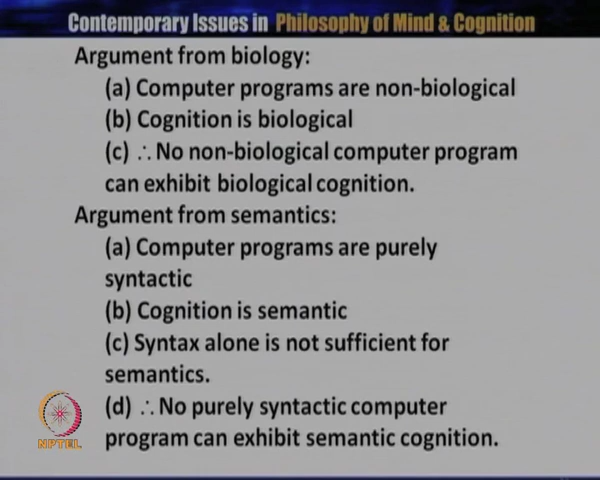 Contemporary Issues in Philosophy of Mind & Cognition
Argument from biology:
(a) Computer programs are non-biological
(b) Cognition is biological
(c) ∴ No non-biological computer program
can exhibit biological cognition.
Argument from semantics:
(a) Computer programs are purely
syntactic
(b) Cognition is semantic
(c) Syntax alone is not sufficient for
semantics.
(d) ∴ No purely syntactic computer
program can exhibit semantic cognition.
NPTEL